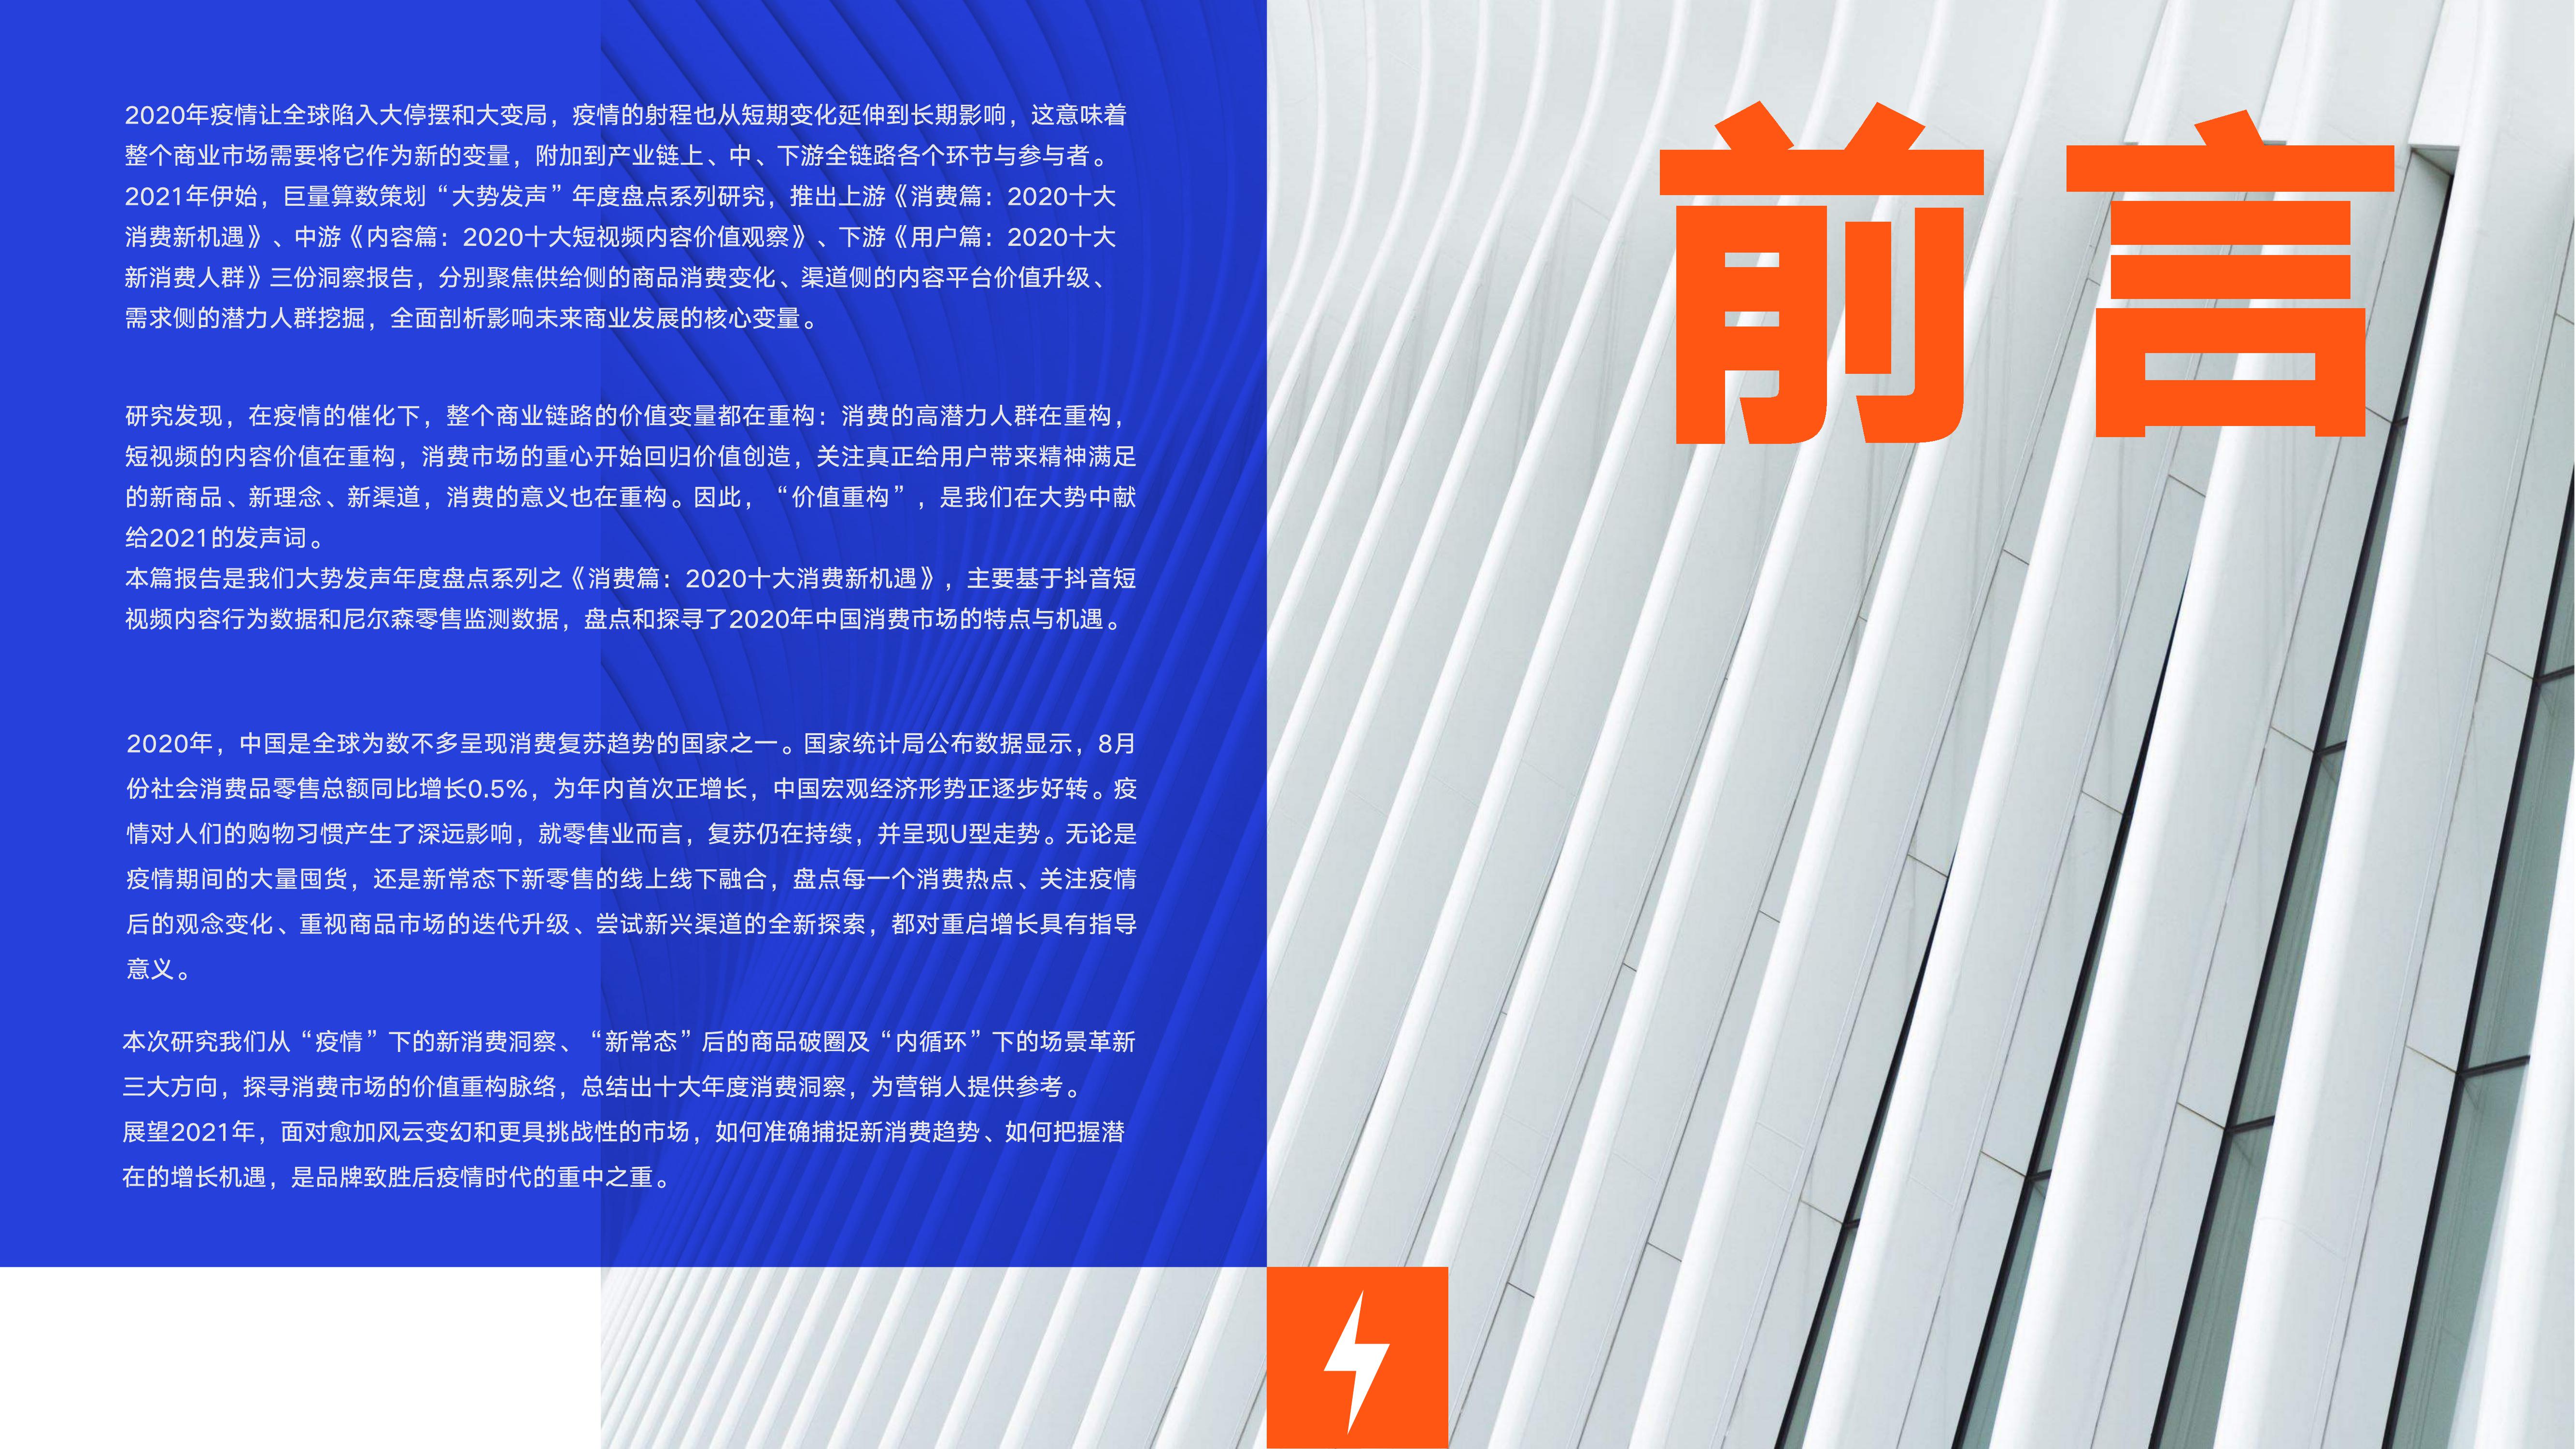 前言
2020年疫情让全球陷入大停摆和大变局，疫情的射程也从短期变化延伸到长期影响，这意味着
整个商业市场需要将它作为新的变量，附加到产业链上、中、下游全链路各个环节与参与者。
2021年伊始，巨量算数策划“大势发声”年度盘点系列研究，推出上游《消费篇：2020十大
消费新机遇》、中游《内容篇：2020十大短视频内容价值观察》、下游《用户篇：2020十大
新消费人群》三份洞察报告，分别聚焦供给侧的商品消费变化、渠道侧的内容平台价值升级、
需求侧的潜力人群挖掘，全面剖析影响未来商业发展的核心变量。
研究发现，在疫情的催化下，整个商业链路的价值变量都在重构：消费的高潜力人群在重构，
短视频的内容价值在重构，消费市场的重心开始回归价值创造，关注真正给用户带来精神满足
的新商品、新理念、新渠道，消费的意义也在重构。因此，“价值重构”，是我们在大势中献
给2021的发声词。
本篇报告是我们大势发声年度盘点系列之《消费篇：2020十大消费新机遇》，主要基于抖音短
视频内容行为数据和尼尔森零售监测数据，盘点和探寻了2020年中国消费市场的特点与机遇。
2020年，中国是全球为数不多呈现消费复苏趋势的国家之一。国家统计局公布数据显示，8月
份社会消费品零售总额同比增长0.5%，为年内首次正增长，中国宏观经济形势正逐步好转。疫
情对人们的购物习惯产生了深远影响，就零售业而言，复苏仍在持续，并呈现U型走势。无论是
疫情期间的大量囤货，还是新常态下新零售的线上线下融合，盘点每一个消费热点、关注疫情
后的观念变化、重视商品市场的迭代升级、尝试新兴渠道的全新探索，都对重启增长具有指导
意义。
本次研究我们从“疫情”下的新消费洞察、“新常态”后的商品破圈及“内循环”下的场景革新
三大方向，探寻消费市场的价值重构脉络，总结出十大年度消费洞察，为营销人提供参考。
展望2021年，面对愈加风云变幻和更具挑战性的市场，如何准确捕捉新消费趋势、如何把握潜
在的增长机遇，是品牌致胜后疫情时代的重中之重。